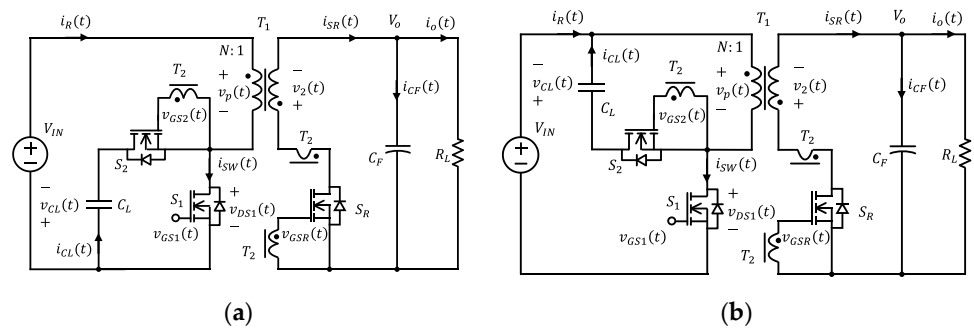 i_R(t)
T_1
i_SR(t)
V_o
i_o(t)
N: 1
T_2
+
v_p(t)
−
−
v_2(t)
+
i_CF(t)
v_GS2(t)
V_IN
+
−
S_2
i_SW(t)
T_2
C_F
R_L
−
v_CL(t)
+
C_L
S_1
+
v_DS1(t)
−
S_R
v_GS1(t)
v_GSR(t)
i_CL(t)
T_2
(a)
i_R(t)
T_1
i_SR(t)
V_o
i_o(t)
i_CL(t)
N: 1
−
v_CL(t)
+
C_L
T_2
+
v_p(t)
−
−
v_2(t)
+
i_CF(t)
v_GS2(t)
V_IN
+
−
S_2
i_SW(t)
T_2
C_F
R_L
S_1
+
v_DS1(t)
−
S_R
v_GS1(t)
v_GSR(t)
T_2
(b)